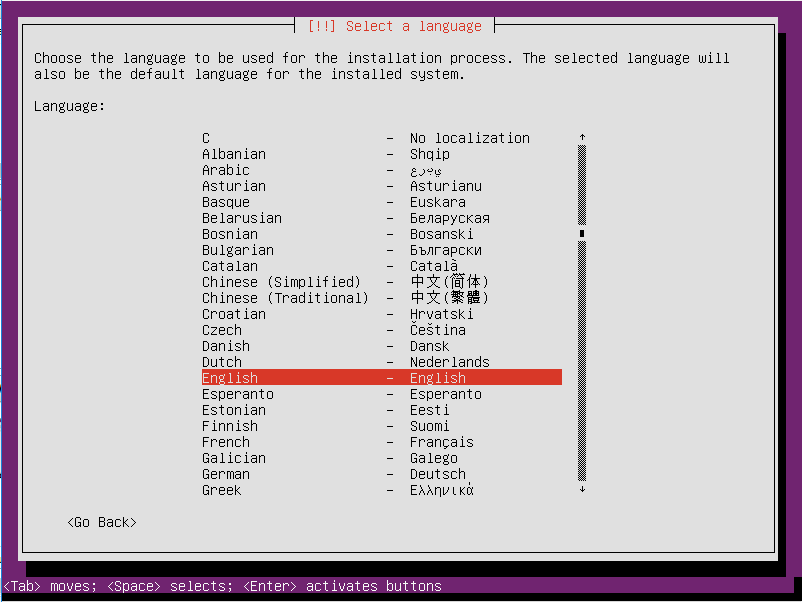 [!!] Select a language
Choose the language to be used for the installation process. The selected language will
also be the default language for the installed system.
Language:
C - No localization
Albanian - Shqip
Arabic - عربي
Asturian - Asturianu
Basque - Euskara
Belarusian - Беларуская
Bosnian - Bosanski
Bulgarian - Български
Catalan - Català
Chinese (Simplified) - 中文(简体)
Chinese (Traditional) - 中文(繁體)
Croatian - Hrvatski
Czech - Čeština
Danish - Dansk
Dutch - Nederlands
English - English
Esperanto - Esperanto
Estonian - Eesti
Finnish - Suomi
French - Français
Galician - Galego
German - Deutsch
Greek - Ελληνικά
<Go Back>
<Tab> moves; <Space> selects; <Enter> activates buttons